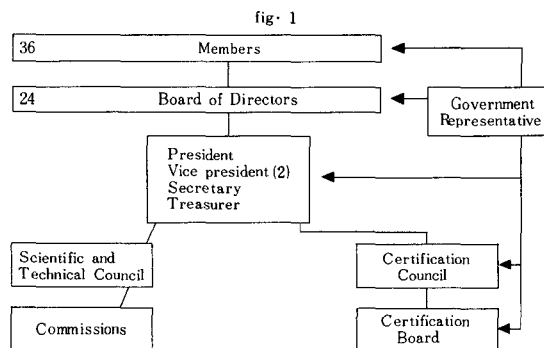 fig. 1
36 Members
24 Board of Directors
Government
Representative
President
Vice president (2)
Secretary
Treasurer
Scientific and
Technical Council
Certification
Council
Commissions
Certification
Board